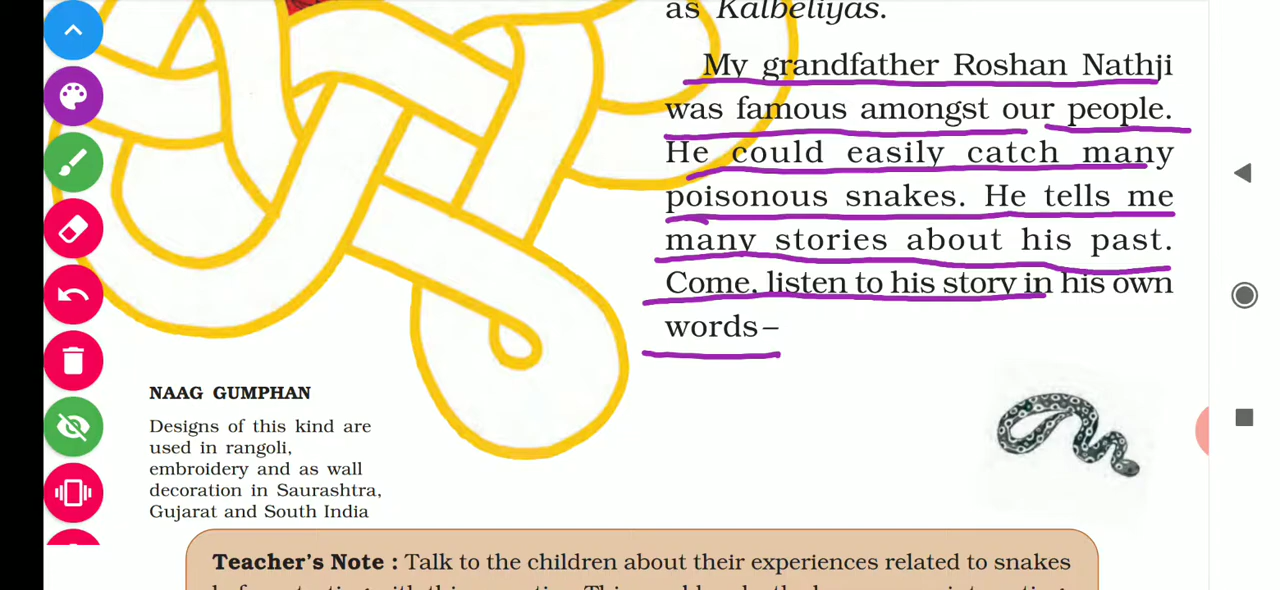 as Kalbeliyas.
My grandfather Roshan Nathji
was famous amongst our people.
He could easily catch many
poisonous snakes. He tells me
many stories about his past.
Come, listen to his story in his own
words–
NAAG GUMPHAN
Designs of this kind are
used in rangoli,
embroidery and as wall
decoration in Saurashtra,
Gujarat and South India
Teacher's Note : Talk to the children about their experiences related to snakes